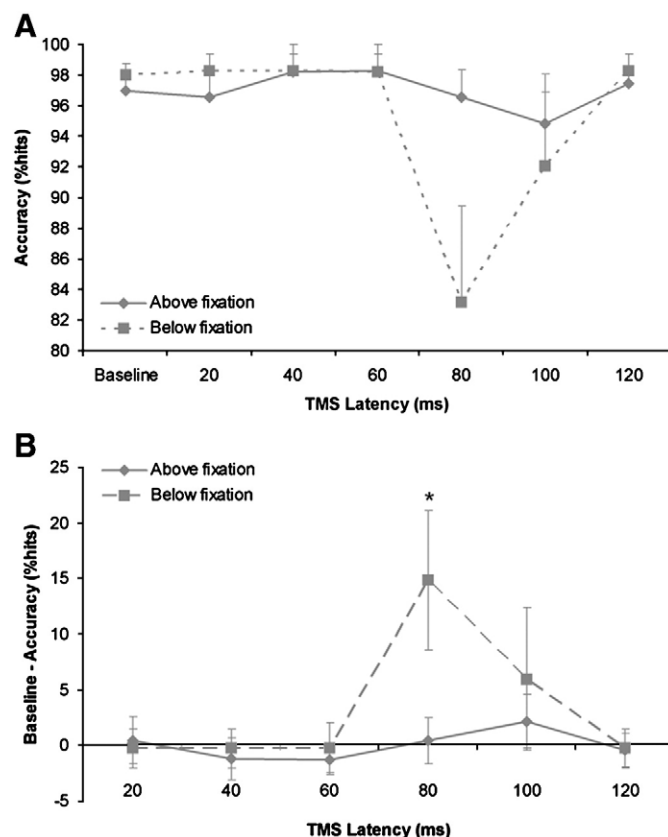 A
Accuracy (%hits)
100
98
96
94
92
90
88
86
84
82
80
Above fixation
Below fixation
Baseline 20 40 60 80 100 120
TMS Latency (ms)
B
Baseline - Accuracy (%hits)
25
20
15
10
5
0
-5
Above fixation
Below fixation
*
20 40 60 80 100 120
TMS Latency (ms)